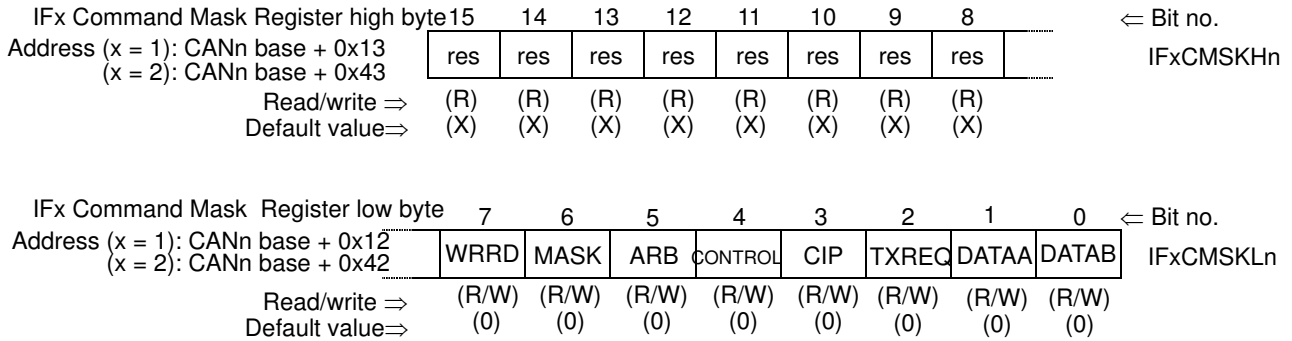 IFx Command Mask Register high byte 15 14 13 12 11 10 9 8 ⇐ Bit no.
Address (x = 1): CANn base + 0x13 res res res res res res res res IFxCMSKHn
(x = 2): CANn base + 0x43
Read/write ⇒ (R) (R) (R) (R) (R) (R) (R) (R)
Default value⇒ (X) (X) (X) (X) (X) (X) (X) (X)
IFx Command Mask Register low byte 7 6 5 4 3 2 1 0 ⇐ Bit no.
Address (x = 1): CANn base + 0x12 WRRD MASK ARB CONTROL CIP TXREQ DATAA DATAB IFxCMSKLn
(x = 2): CANn base + 0x42
Read/write ⇒ (R/W) (R/W) (R/W) (R/W) (R/W) (R/W) (R/W) (R/W)
Default value⇒ (0) (0) (0) (0) (0) (0) (0) (0)